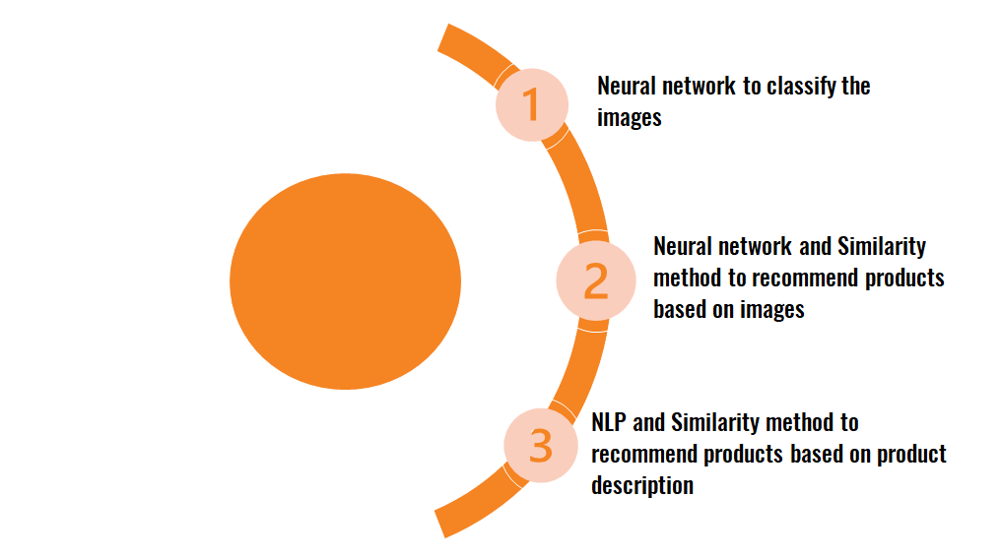 1
Neural network to classify the
images
2
Neural network and Similarity
method to recommend products
based on images
3
NLP and Similarity method to
recommend products based on product
description